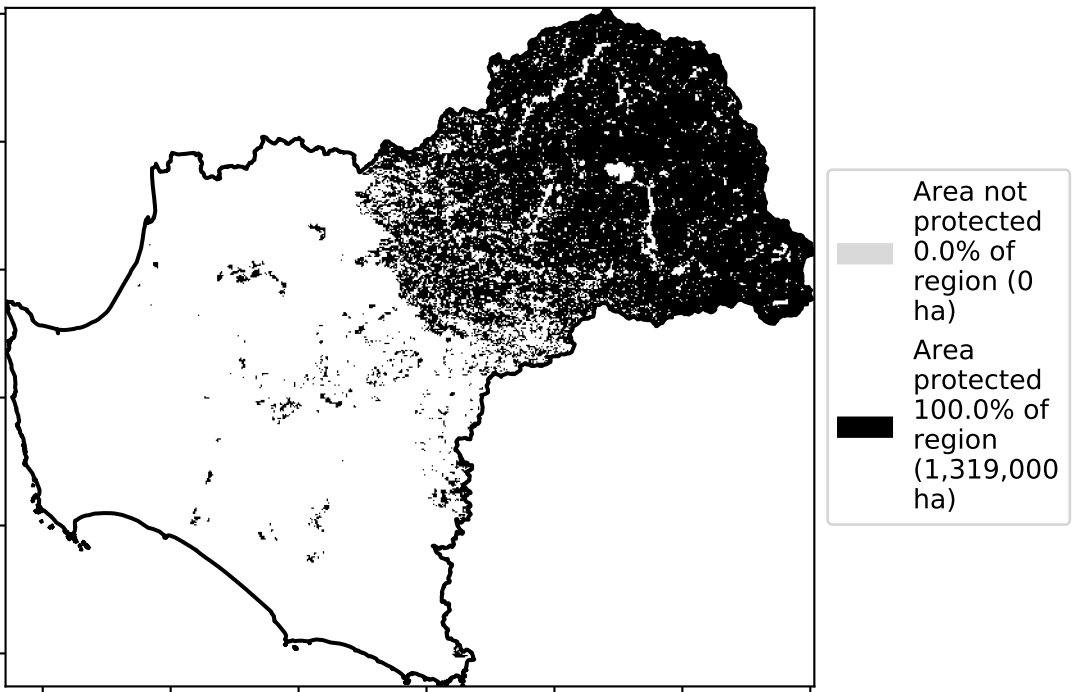 Area not
protected
0.0% of
region (0
ha)
Area
protected
100.0% of
region
(1,319,000
ha)